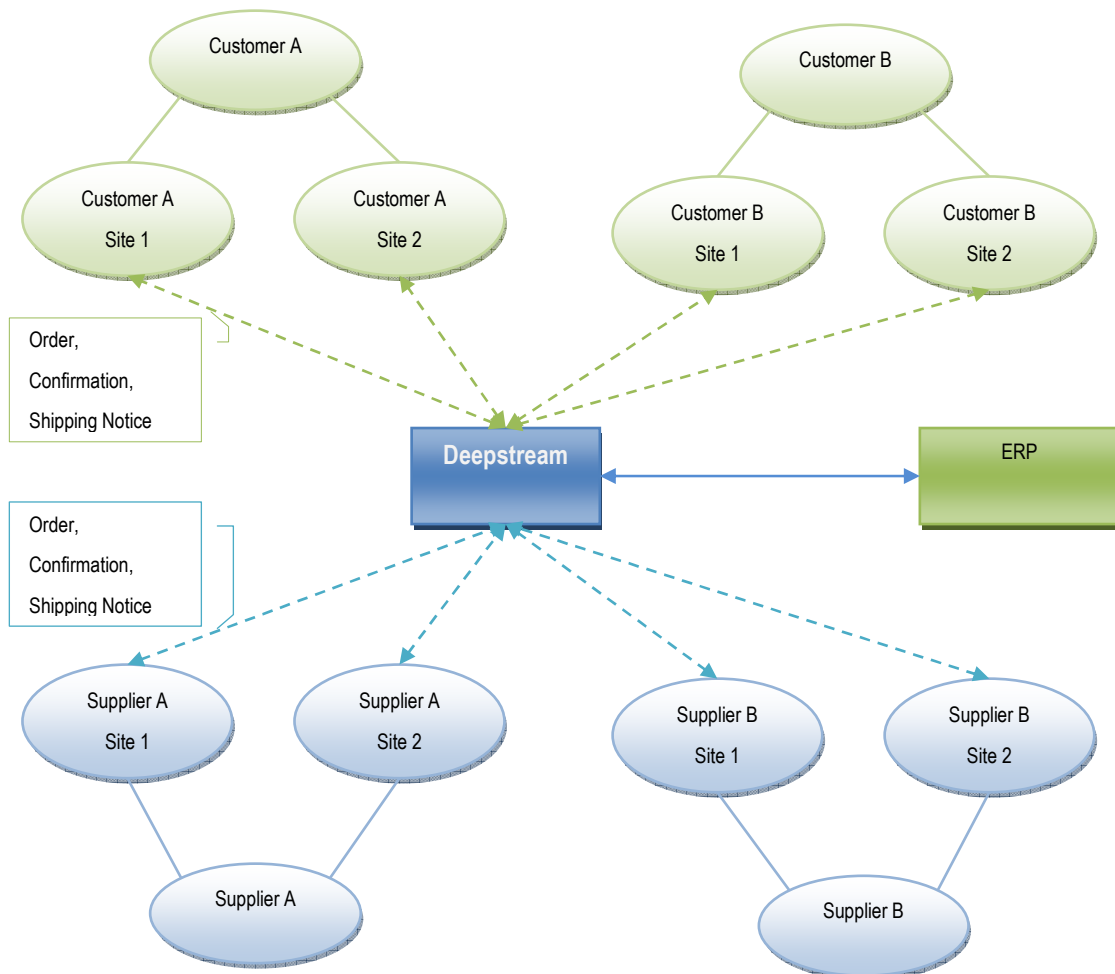 Customer A
Customer B
Customer A
Site 1
Customer A
Site 2
Customer B
Site 1
Customer B
Site 2
Order,
Confirmation,
Shipping Notice
Deepstream
ERP
Order,
Confirmation,
Shipping Notice
Supplier A
Site 1
Supplier A
Site 2
Supplier B
Site 1
Supplier B
Site 2
Supplier A
Supplier B